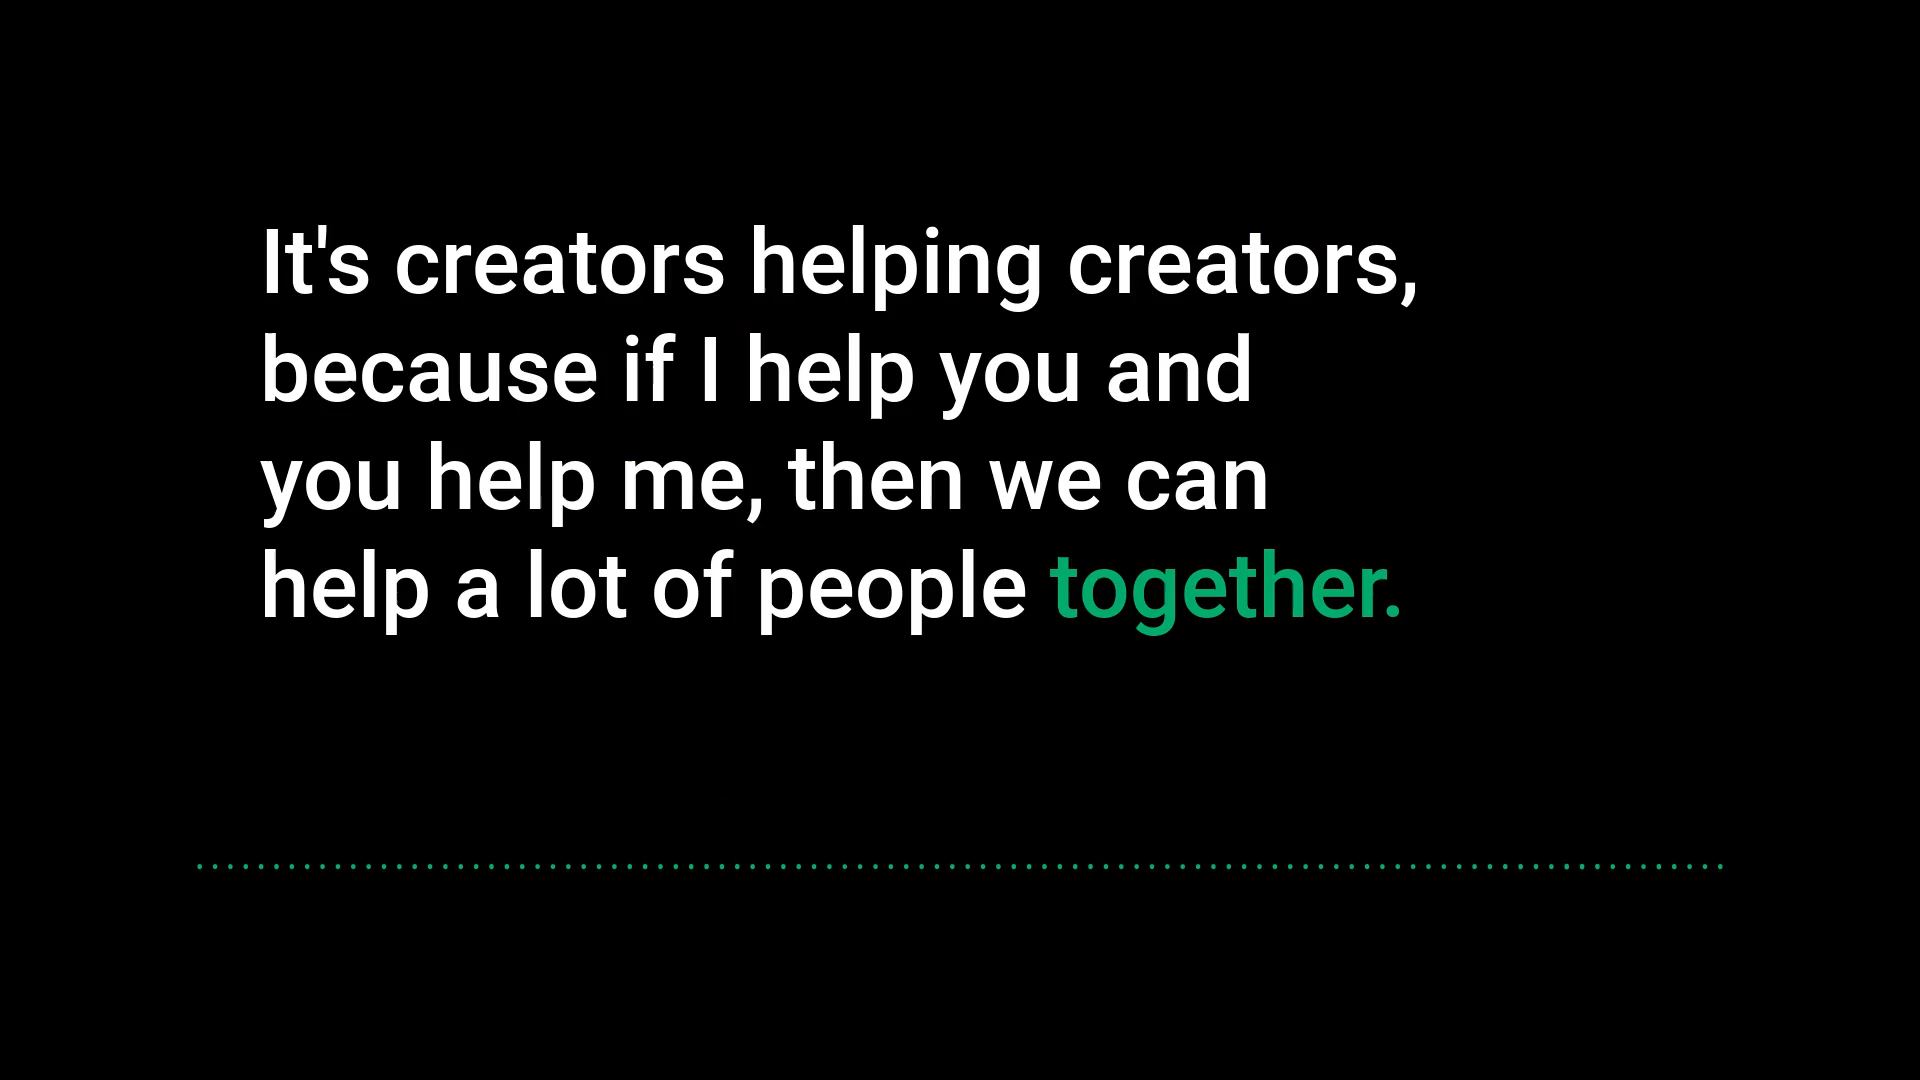 It's creators helping creators,
because if I help you and
you help me, then we can
help a lot of people together.